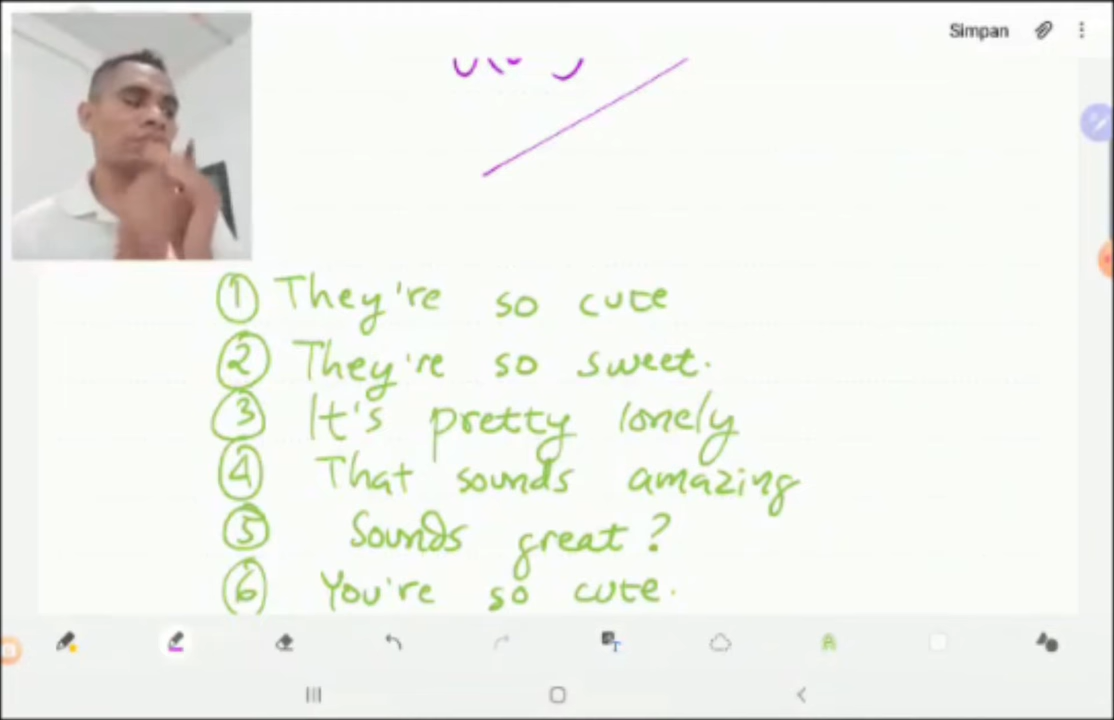 Simpan
① They're so cute
② They're so sweet.
③ It's pretty lonely
④ That sounds amazing
⑤ Sounds great?
⑥ You're so cute.